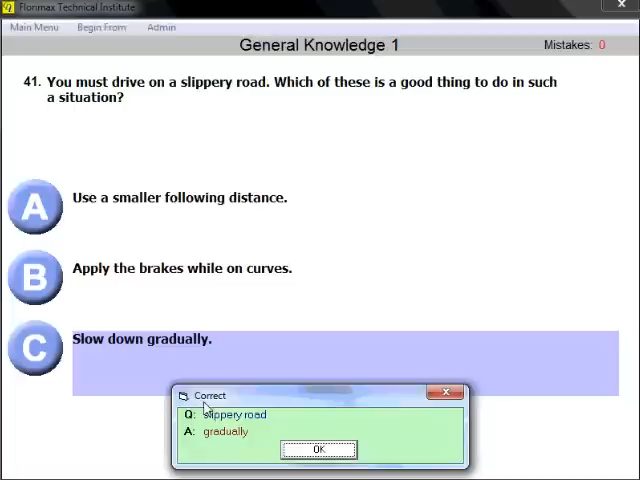 Florimax Technical Institute
Main Menu Begin From Admin
General Knowledge 1 Mistakes: 0
41. You must drive on a slippery road. Which of these is a good thing to do in such
a situation?
A Use a smaller following distance.
B Apply the brakes while on curves.
C Slow down gradually.
Correct
Q: slippery road
A: gradually
OK